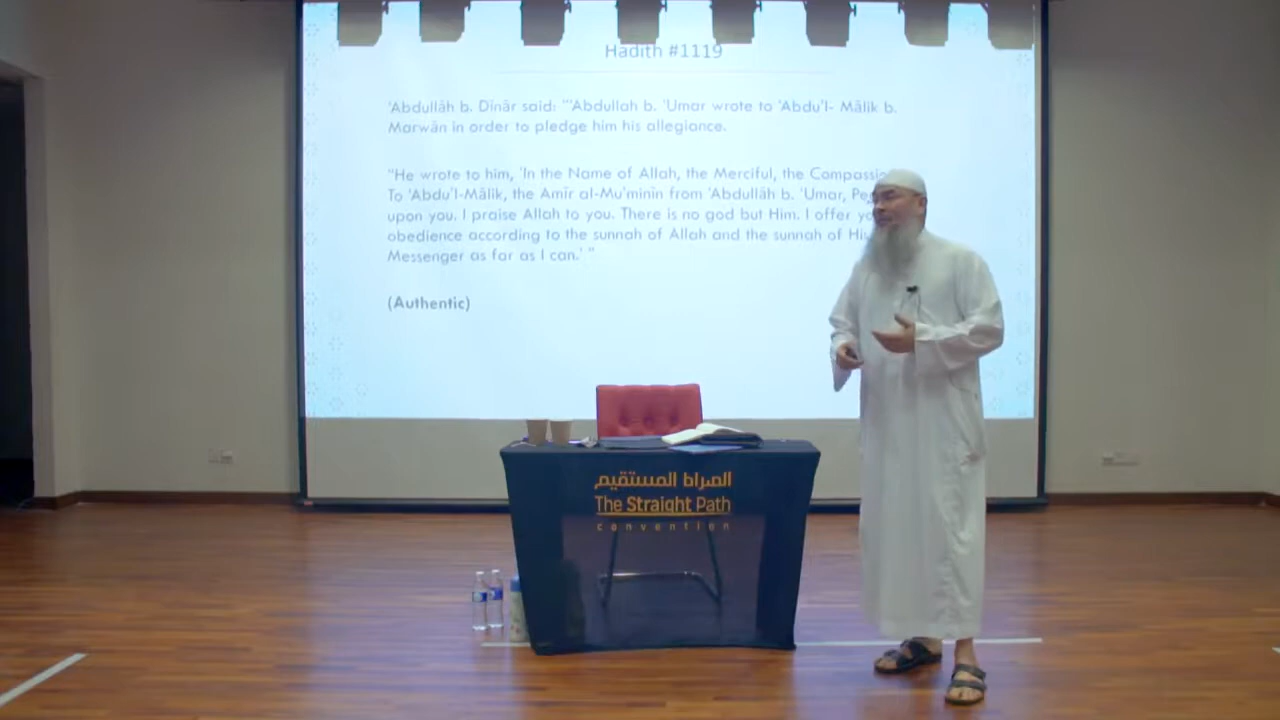 Hadith #1119
'Abdullāh b. Dīnār said: "'Abdullah b. 'Umar wrote to 'Abdu'l- Mālik b.
Marwān in order to pledge him his allegiance.
"He wrote to him, 'In the Name of Allah, the Merciful, the
To 'Abdu'l-Mālik, the Amīr al-Mu'minīn from 'Abdullāh b. 'Umar,
upon you. I praise Allah to you. There is no god but Him. I offer
obedience according to the sunnah of Allah and the sunnah of
Messenger as far as I can.' "
(Authentic)
الصراط المستقيم
The Straight Path
convention